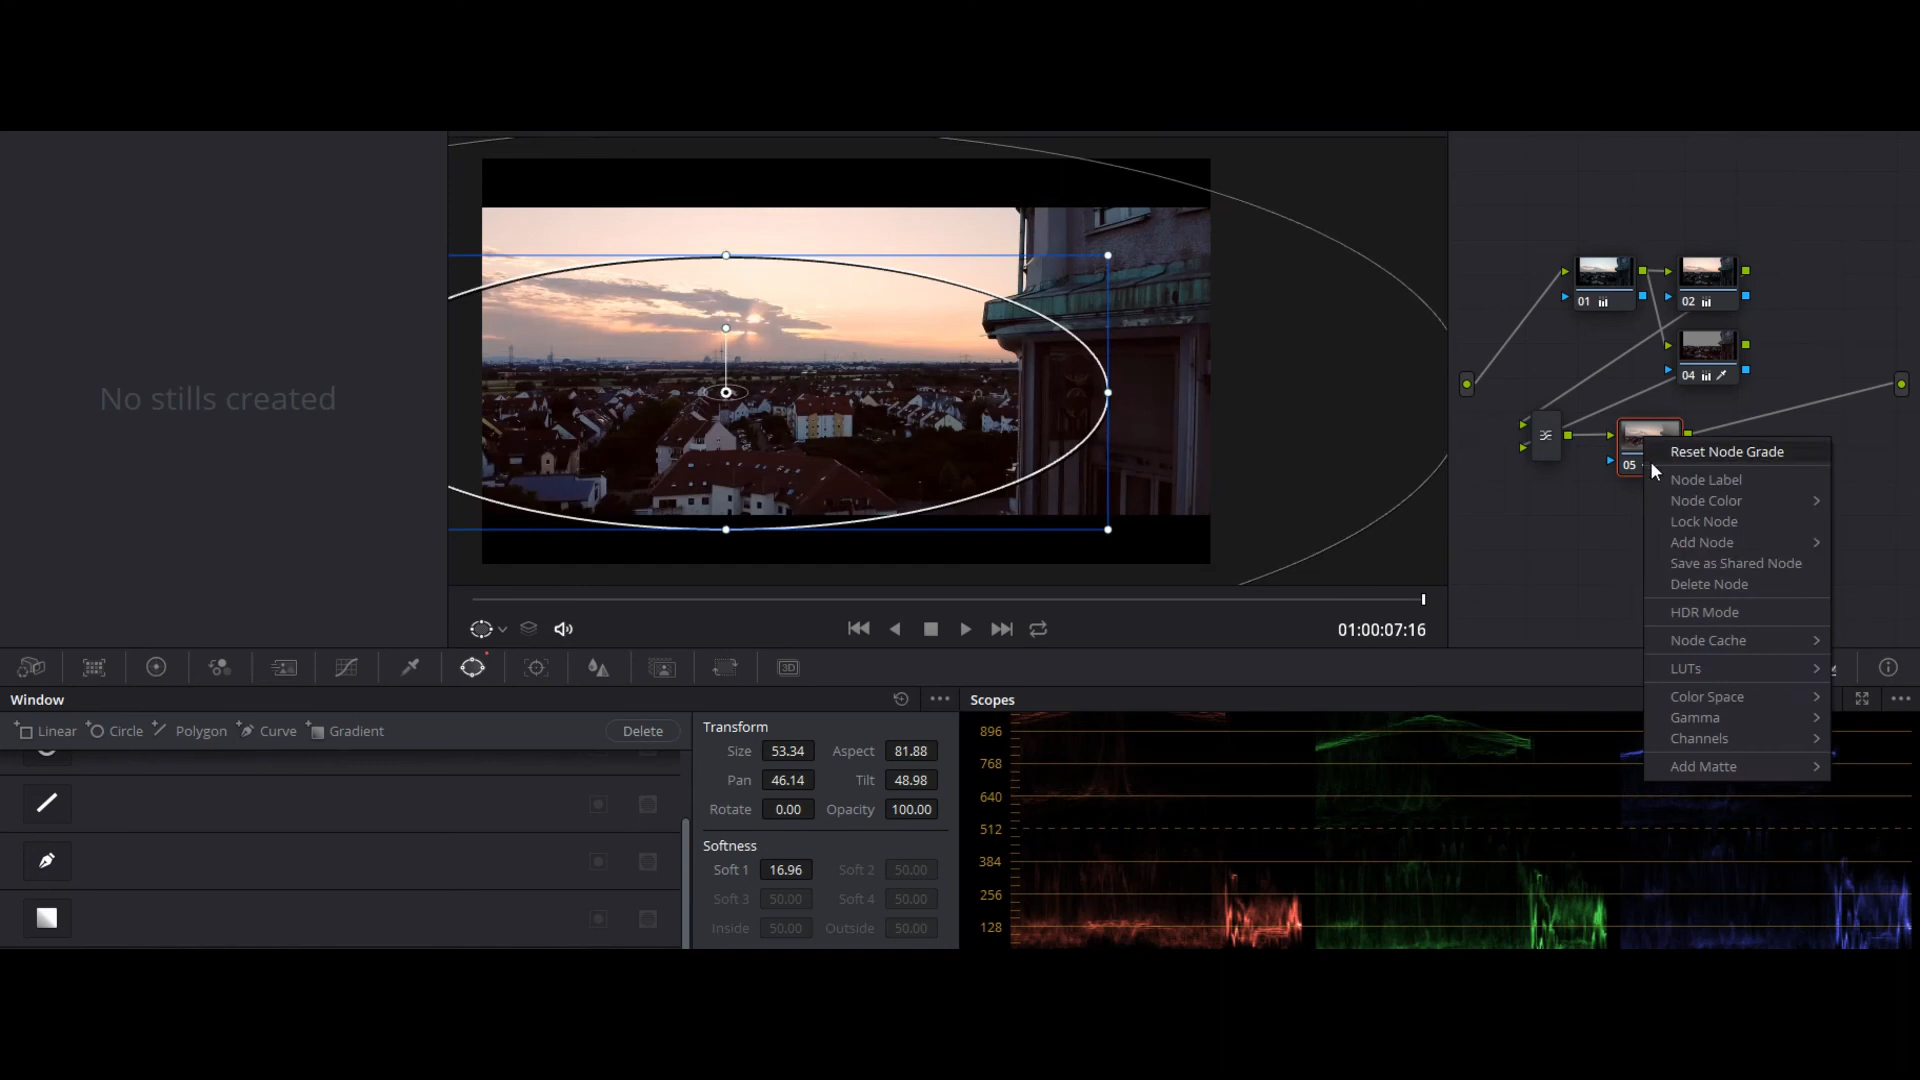 No stills created
01
02
04
05
Reset Node Grade
Node Label
Node Color
Lock Node
Add Node
Save as Shared Node
Delete Node
HDR Mode
Node Cache
LUTs
Color Space
Gamma
Channels
Add Matte
01:00:07:16
3D
Window
Linear Circle Polygon Curve Gradient Delete
Transform
Size 53.34 Aspect 81.88
Pan 46.14 Tilt 48.98
Rotate 0.00 Opacity 100.00
Softness
Soft 1 16.96 Soft 2 50.00
Soft 3 50.00 Soft 4 50.00
Inside 50.00 Outside 50.00
Scopes
896
768
640
512
384
256
128